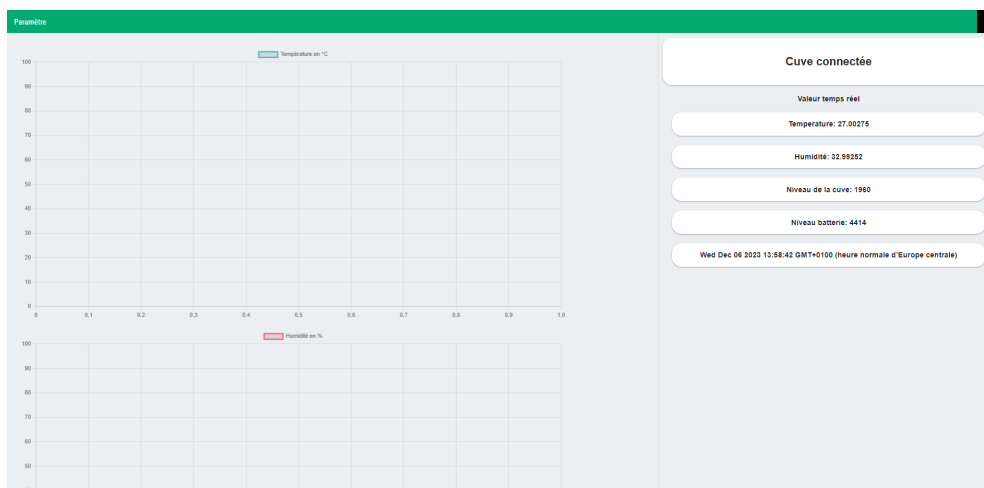 Paramètre
Température en °C
100
90
80
70
60
50
40
30
20
10
0
0 0,1 0,2 0,3 0,4 0,5 0,6 0,7 0,8 0,9 1,0
Humidité en %
100
90
80
70
60
50
Cuve connectée
Valeur temps réel
Temperature: 27.00275
Humidité: 32.99252
Niveau de la cuve: 1960
Niveau batterie: 4414
Wed Dec 06 2023 13:58:42 GMT+0100 (heure normale d'Europe centrale)